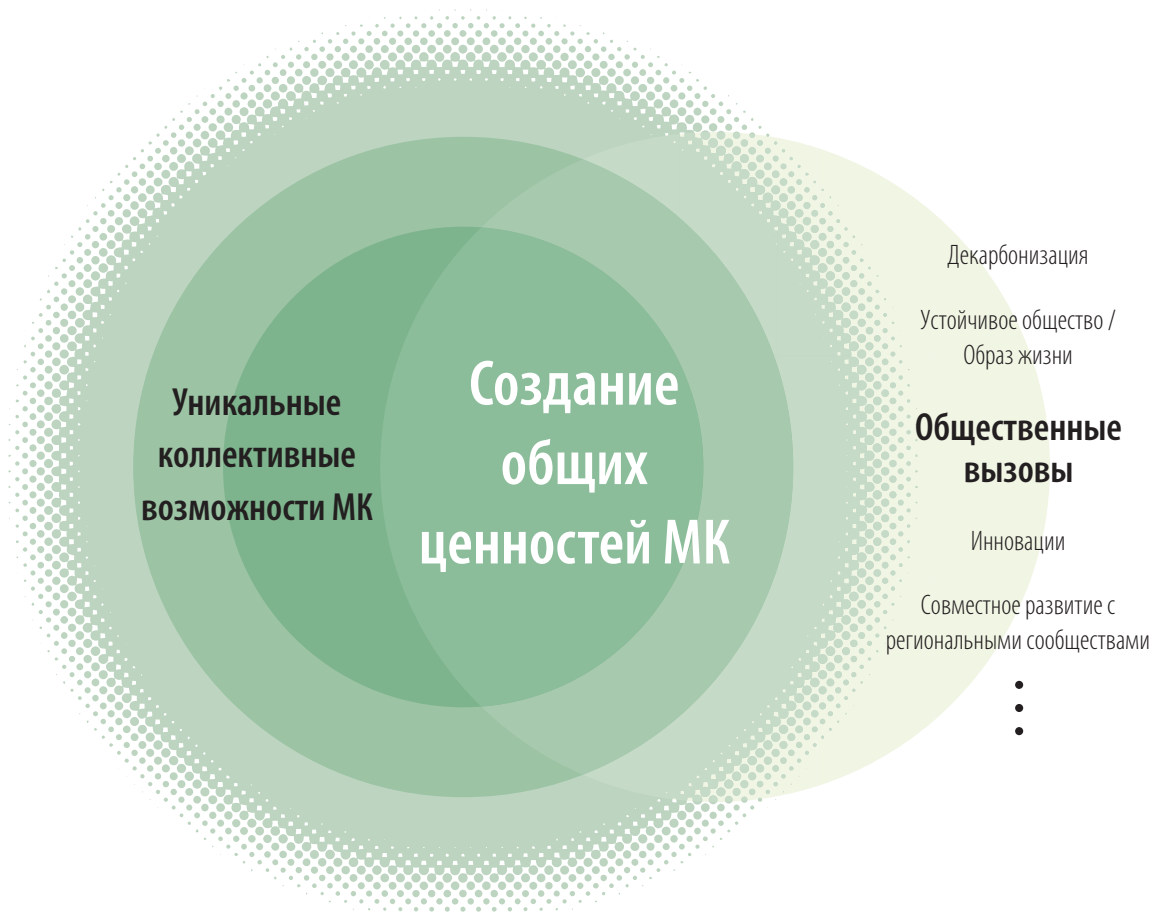 Уникальные
коллективные
возможности МК
Создание
общих
ценностей МК
Декарбонизация
Устойчивое общество /
Образ жизни
Общественные
вызовы
Инновации
Совместное развитие с
региональными сообществами